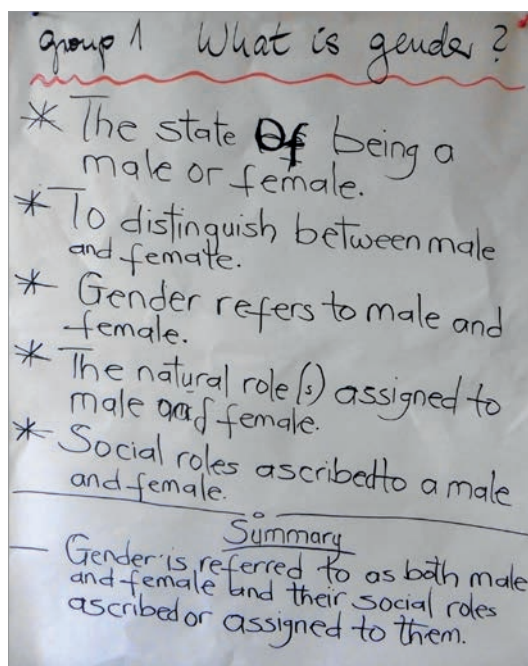 group 1 What is gender?
* The state Of being a
male or female.
* To distinguish between male
and female.
* Gender refers to male and
female.
* The natural role(s) assigned to
male and female.
* Social roles ascribed to a male
and female.
Summary
— Gender is referred to as both male
and female and their social roles
ascribed or assigned to them.